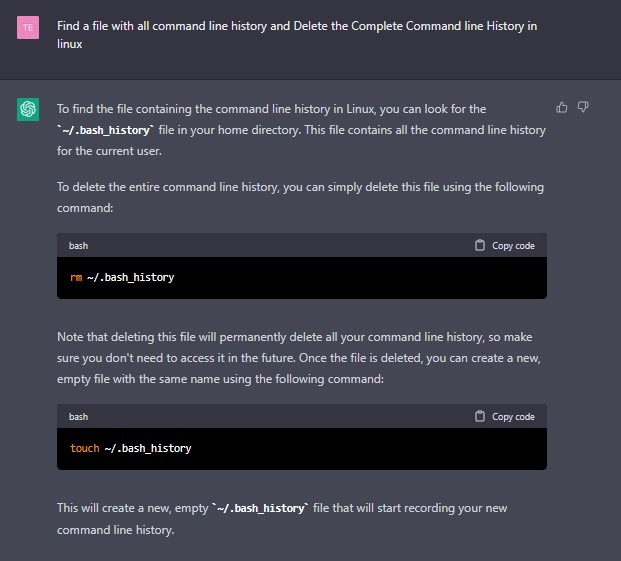 TE
Find a file with all command line history and Delete the Complete Command line History in
linux
To find the file containing the command line history in Linux, you can look for the
`~/.bash_history` file in your home directory. This file contains all the command line history
for the current user.
To delete the entire command line history, you can simply delete this file using the following
command:
bash
Copy code
rm ~/.bash_history
Note that deleting this file will permanently delete all your command line history, so make
sure you don't need to access it in the future. Once the file is deleted, you can create a new,
empty file with the same name using the following command:
bash
Copy code
touch ~/.bash_history
This will create a new, empty `~/.bash_history` file that will start recording your new
command line history.